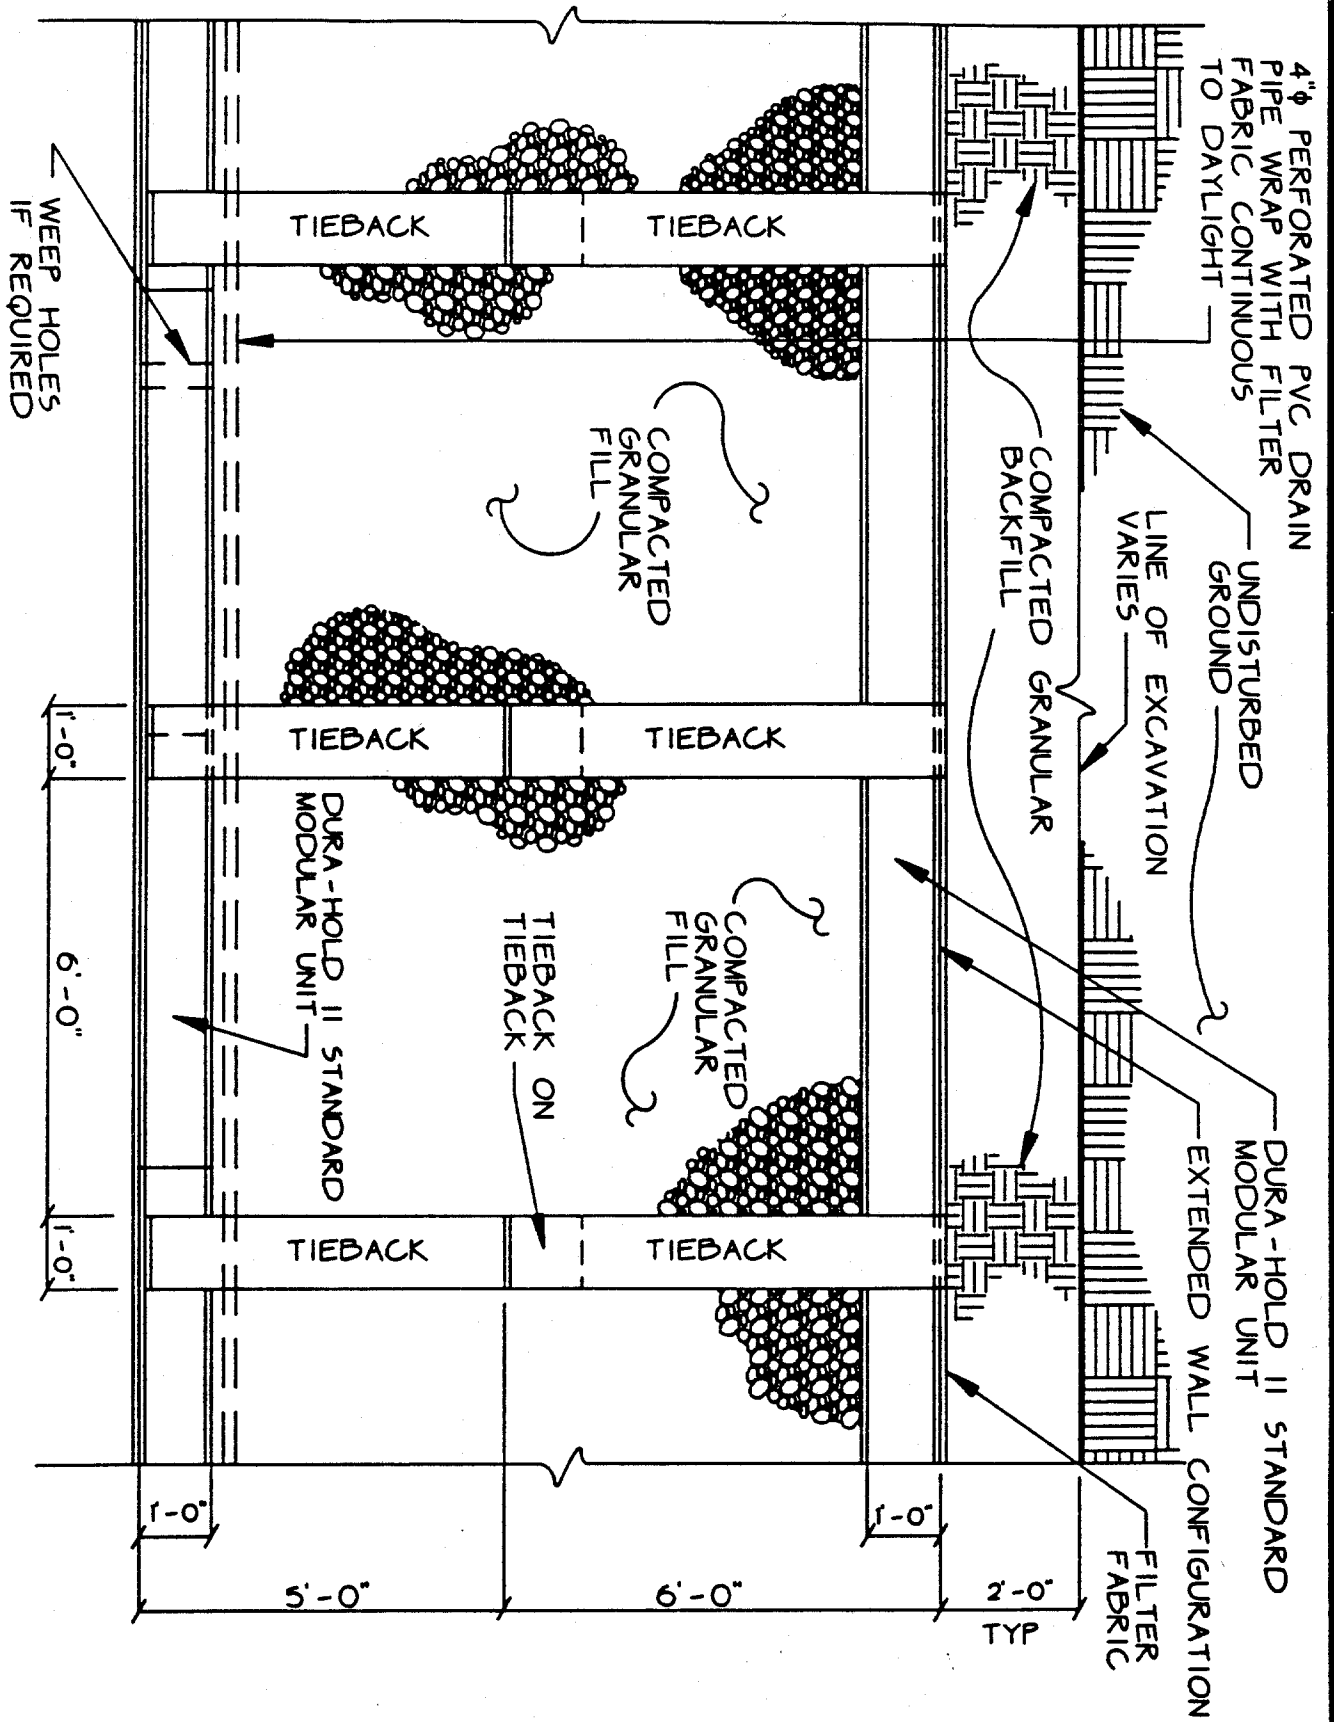 4"φ PERFORATED PVC DRAIN
PIPE WRAP WITH FILTER
FABRIC CONTINUOUS
TO DAYLIGHT
UNDISTURBED
GROUND
LINE OF EXCAVATION
VARIES
COMPACTED GRANULAR
BACKFILL
DURA-HOLD II STANDARD
MODULAR UNIT
EXTENDED WALL CONFIGURATION
FILTER
FABRIC
TIEBACK
TIEBACK
TIEBACK
TIEBACK
TIEBACK
TIEBACK
COMPACTED
GRANULAR
FILL
COMPACTED
GRANULAR
FILL
TIEBACK ON
TIEBACK
DURA-HOLD II STANDARD
MODULAR UNIT
WEEP HOLES
IF REQUIRED
1'-0"
6'-0"
1'-0"
1'-0"
1'-0"
5'-0"
6'-0"
2'-0"
TYP